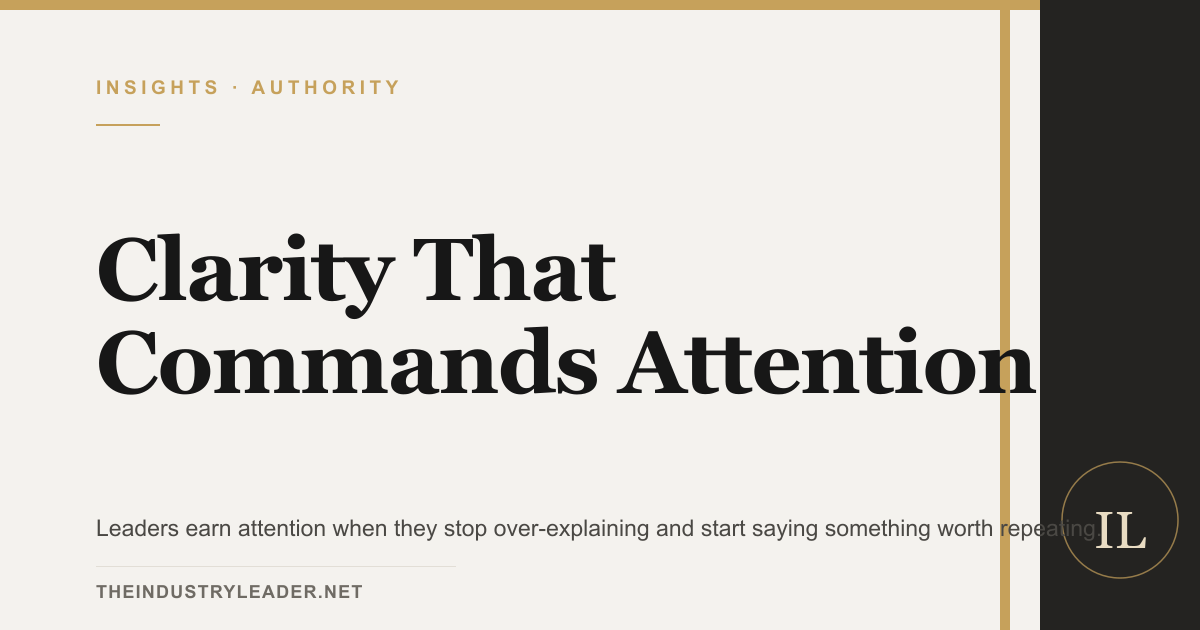 INSIGHTS · AUTHORITY
Clarity That
Commands Attention
Leaders earn attention when they stop over-explaining and start saying something worth repeating.
IL
THEINDUSTRYLEADER.NET